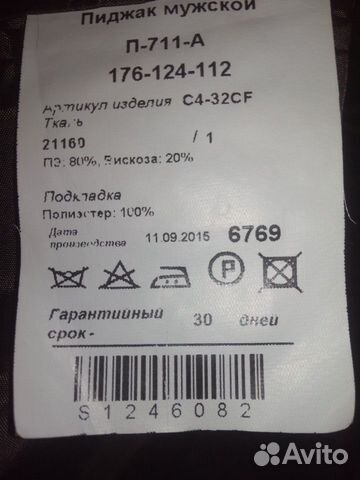 Пиджак мужской
П-711-А
176-124-112
Артикул изделия C4-32CF
Ткань
21160 / 1
ПЭ: 80%, Вискоза: 20%
Подкладка
Полиэстер: 100%
Дата производства 11.09.2015 6769
P
Гарантийный срок - 30 дней
S1246082
Avito